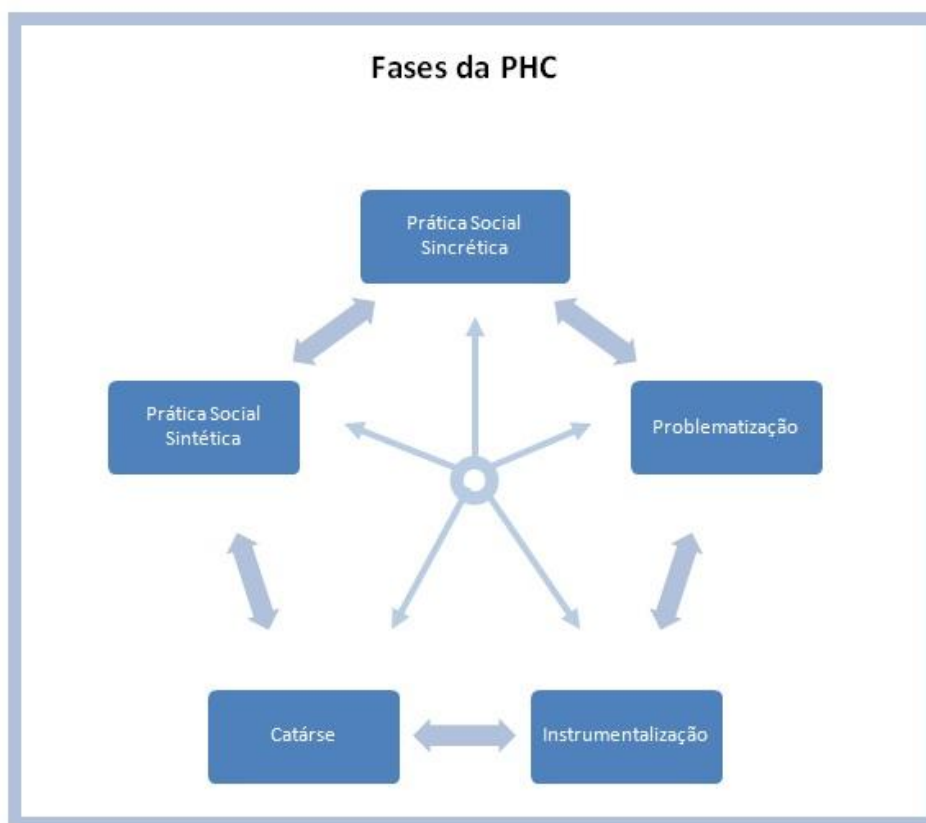 Fases da PHC
Prática Social
Sincrética
Prática Social
Sintética
Problematização
Catárse
Instrumentalização